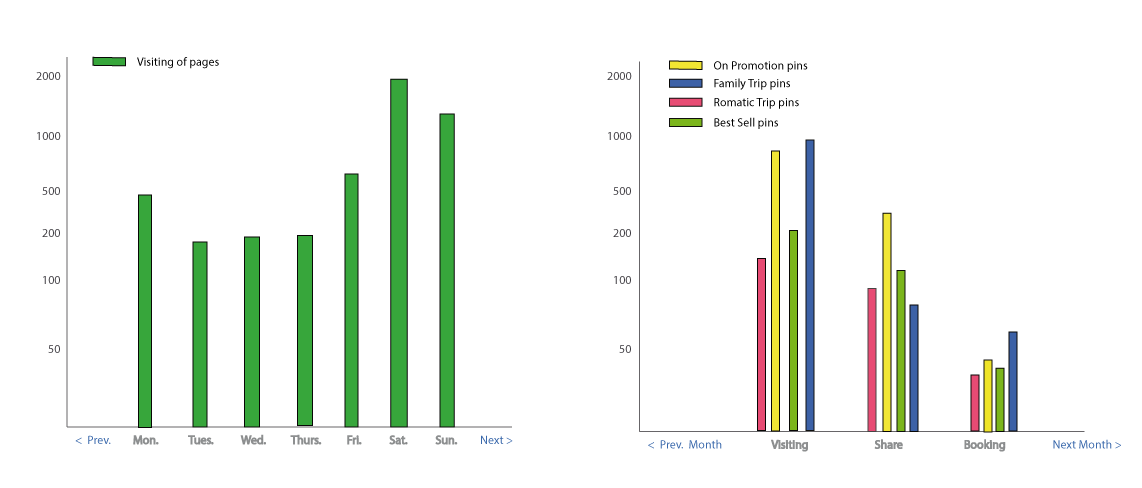 Visiting of pages
2000
1000
500
200
100
50
< Prev. Mon. Tues. Wed. Thurs. Fri. Sat. Sun. Next >
On Promotion pins
Family Trip pins
Romatic Trip pins
Best Sell pins
2000
1000
500
200
100
50
< Prev. Month Visiting Share Booking Next Month >